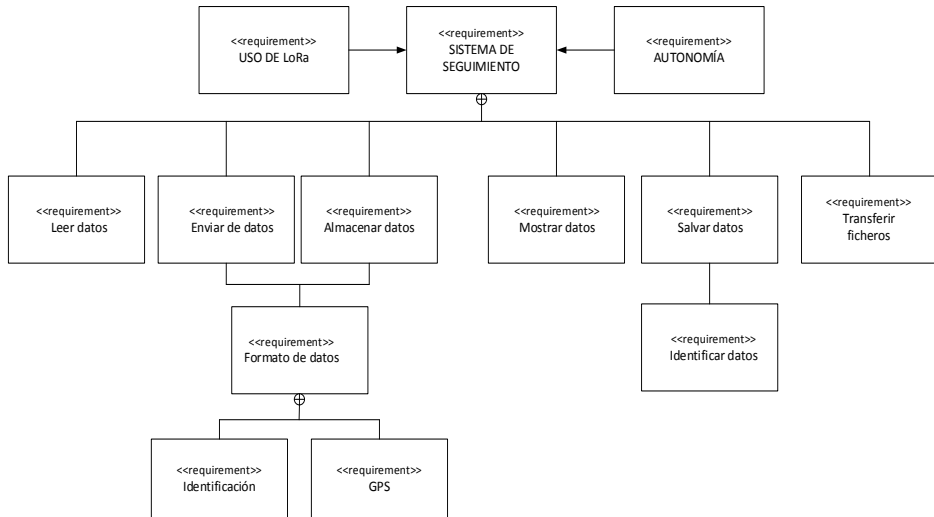 <<requirement>>
USO DE LoRa
<<requirement>>
SISTEMA DE
SEGUIMIENTO
<<requirement>>
AUTONOMÍA
<<requirement>>
Leer datos
<<requirement>>
Enviar de datos
<<requirement>>
Almacenar datos
<<requirement>>
Mostrar datos
<<requirement>>
Salvar datos
<<requirement>>
Transferir
ficheros
<<requirement>>
Formato de datos
<<requirement>>
Identificar datos
<<requirement>>
Identificación
<<requirement>>
GPS